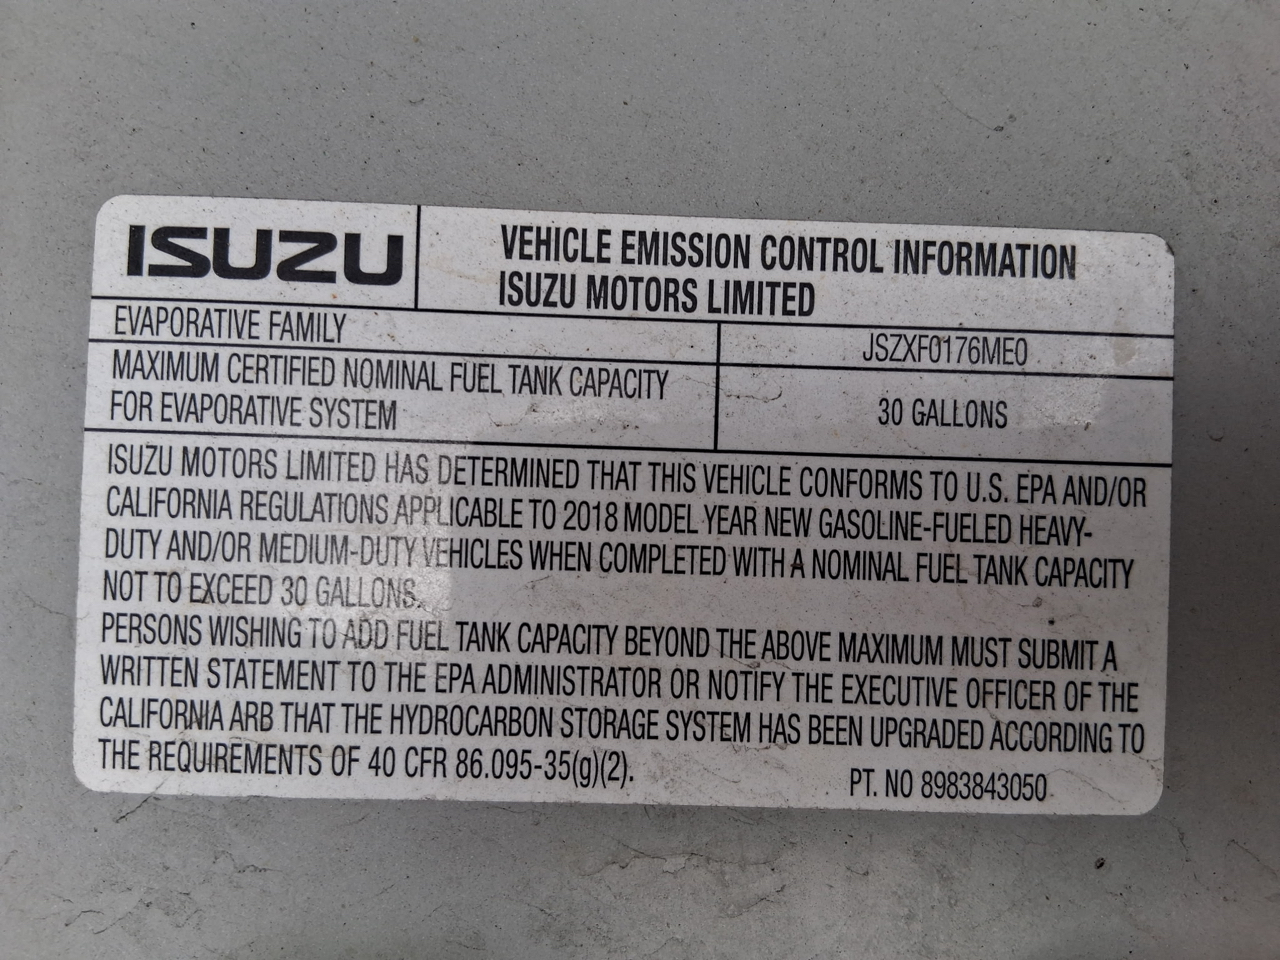 ISUZU
VEHICLE EMISSION CONTROL INFORMATION
ISUZU MOTORS LIMITED
EVAPORATIVE FAMILY
JSZXF0176ME0
MAXIMUM CERTIFIED NOMINAL FUEL TANK CAPACITY
FOR EVAPORATIVE SYSTEM
30 GALLONS
ISUZU MOTORS LIMITED HAS DETERMINED THAT THIS VEHICLE CONFORMS TO U.S. EPA AND/OR
CALIFORNIA REGULATIONS APPLICABLE TO 2018 MODEL YEAR NEW GASOLINE-FUELED HEAVY-
DUTY AND/OR MEDIUM-DUTY VEHICLES WHEN COMPLETED WITH A NOMINAL FUEL TANK CAPACITY
NOT TO EXCEED 30 GALLONS.
PERSONS WISHING TO ADD FUEL TANK CAPACITY BEYOND THE ABOVE MAXIMUM MUST SUBMIT A
WRITTEN STATEMENT TO THE EPA ADMINISTRATOR OR NOTIFY THE EXECUTIVE OFFICER OF THE
CALIFORNIA ARB THAT THE HYDROCARBON STORAGE SYSTEM HAS BEEN UPGRADED ACCORDING TO
THE REQUIREMENTS OF 40 CFR 86.095-35(g)(2).
PT. NO 8983843050